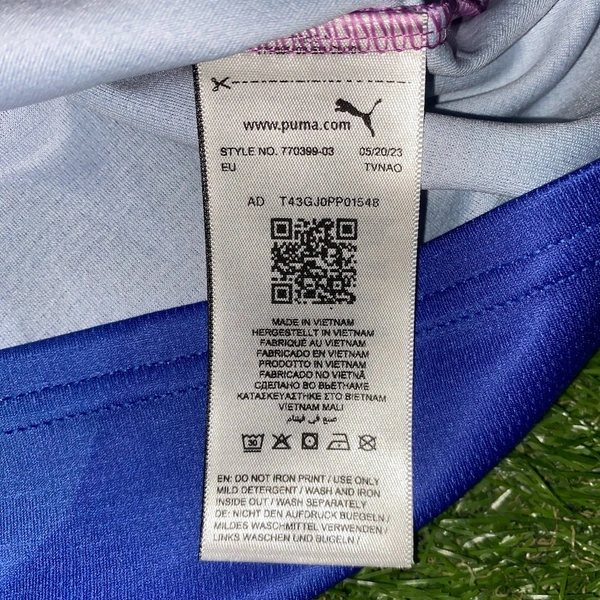 www.puma.com
STYLE NO. 770399-03 05/20/23
EU TVNAO
AD T43GJ0PP01548
MADE IN VIETNAM
HERGESTELLT IN VIETNAM
FABRIQUÉ AU VIETNAM
FABRICADO EN VIETNAM
PRODOTTO IN VIETNAM
FABRICADO NO VIETNÃ
СДЕЛАНО ВО ВЬЕТНАМЕ
ΚΑΤΑΣΚΕΥΑΣΤΗΚΕ ΣΤΟ ΒΙΕΤΝΑΜ
VIETNAM MALI
صنع في فيتنام
30
EN: DO NOT IRON PRINT / USE ONLY
MILD DETERGENT / WASH AND IRON
INSIDE OUT / WASH SEPARATELY
DE: NICHT DEN AUFDRUCK BUEGELN /
MILDES WASCHMITTEL VERWENDEN /
LINKS WASCHEN UND BUGELN /